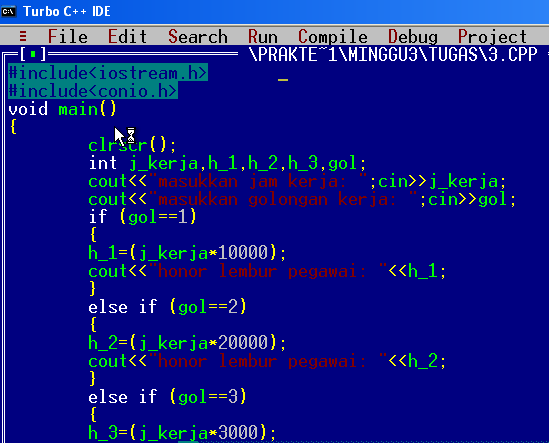 Turbo C++ IDE
≡ File Edit Search Run Compile Debug Project
[■] \PRAKTE~1\MINGGU3\TUGAS\3.CPP
#include<iostream.h>
#include<conio.h>
void main()
{
clrscr();
int j_kerja,h_1,h_2,h_3,gol;
cout<<"masukkan jam kerja: ";cin>>j_kerja;
cout<<"masukkan golongan kerja: ";cin>>gol;
if (gol==1)
{
h_1=(j_kerja*10000);
cout<<"honor lembur pegawai: "<<h_1;
}
else if (gol==2)
{
h_2=(j_kerja*20000);
cout<<"honor lembur pegawai: "<<h_2;
}
else if (gol==3)
{
h_3=(j_kerja*3000);